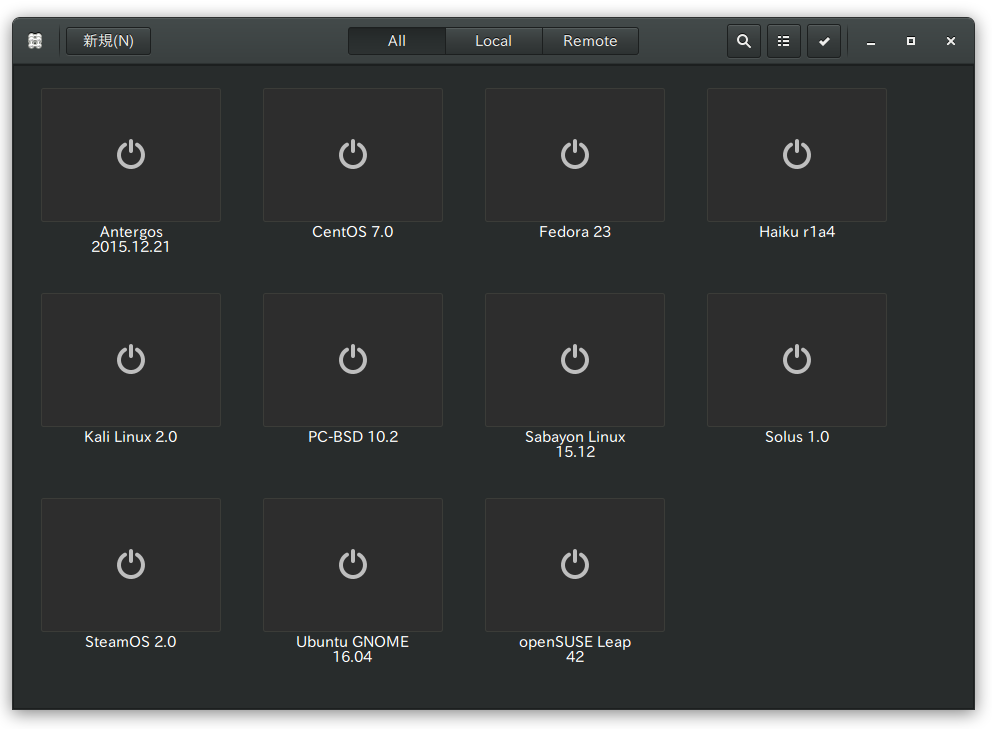 新規(N)
All
Local
Remote
Antergos
2015.12.21
CentOS 7.0
Fedora 23
Haiku r1a4
Kali Linux 2.0
PC-BSD 10.2
Sabayon Linux
15.12
Solus 1.0
SteamOS 2.0
Ubuntu GNOME
16.04
openSUSE Leap
42